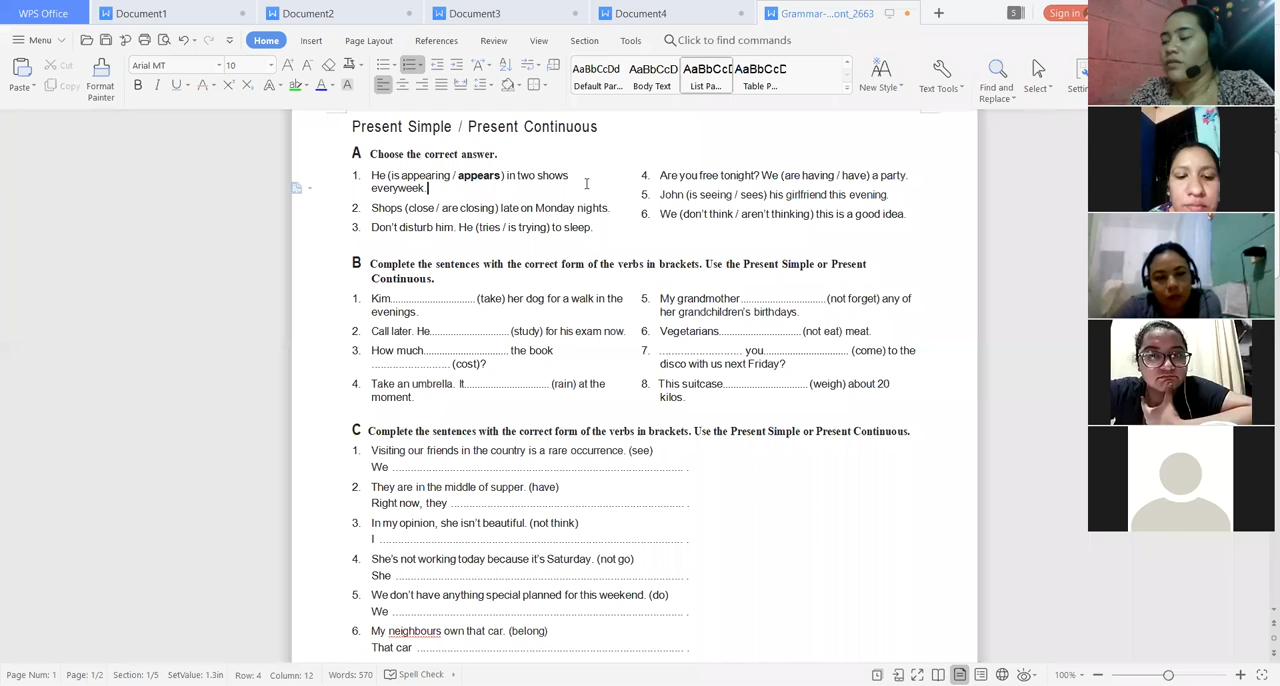 WPS Office
Document1
Document2
Document3
Document4
Grammar-...ont_2663
S
Sign in
Menu
Home
Insert
Page Layout
References
Review
View
Section
Tools
Click to find commands
Paste
Cut
Copy
Format Painter
Arial MT
10
AaBbCcDd
Default Par...
AaBbCcD
Body Text
AaBbCcD
List Pa...
AaBbCcD
Table P...
New Style
Text Tools
Find and Replace
Select
Present Simple / Present Continuous
A Choose the correct answer.
1. He (is appearing / appears) in two shows
everyweek.
2. Shops (close / are closing) late on Monday nights.
3. Don't disturb him. He (tries / is trying) to sleep.
4. Are you free tonight? We (are having / have) a party.
5. John (is seeing / sees) his girlfriend this evening.
6. We (don't think / aren't thinking) this is a good idea.
B Complete the sentences with the correct form of the verbs in brackets. Use the Present Simple or Present
Continuous.
1. Kim............................ (take) her dog for a walk in the
evenings.
2. Call later. He........................... (study) for his exam now.
3. How much............................ the book
.......................... (cost)?
4. Take an umbrella. It............................ (rain) at the
moment.
5. My grandmother............................ (not forget) any of
her grandchildren's birthdays.
6. Vegetarians........................... (not eat) meat.
7. ............................ you............................ (come) to the
disco with us next Friday?
8. This suitcase............................ (weigh) about 20
kilos.
C Complete the sentences with the correct form of the verbs in brackets. Use the Present Simple or Present Continuous.
1. Visiting our friends in the country is a rare occurrence. (see)
We ................................................................................ .
2. They are in the middle of supper. (have)
Right now, they ................................................................ .
3. In my opinion, she isn't beautiful. (not think)
I ................................................................................ .
4. She's not working today because it's Saturday. (not go)
She ................................................................................ .
5. We don't have anything special planned for this weekend. (do)
We ................................................................................ .
6. My neighbours own that car. (belong)
That car ........................................................................ .
Page Num: 1
Page: 1/2
Section: 1/5
SetValue: 1.3in
Row: 4
Column: 12
Words: 570
Spell Check
100%